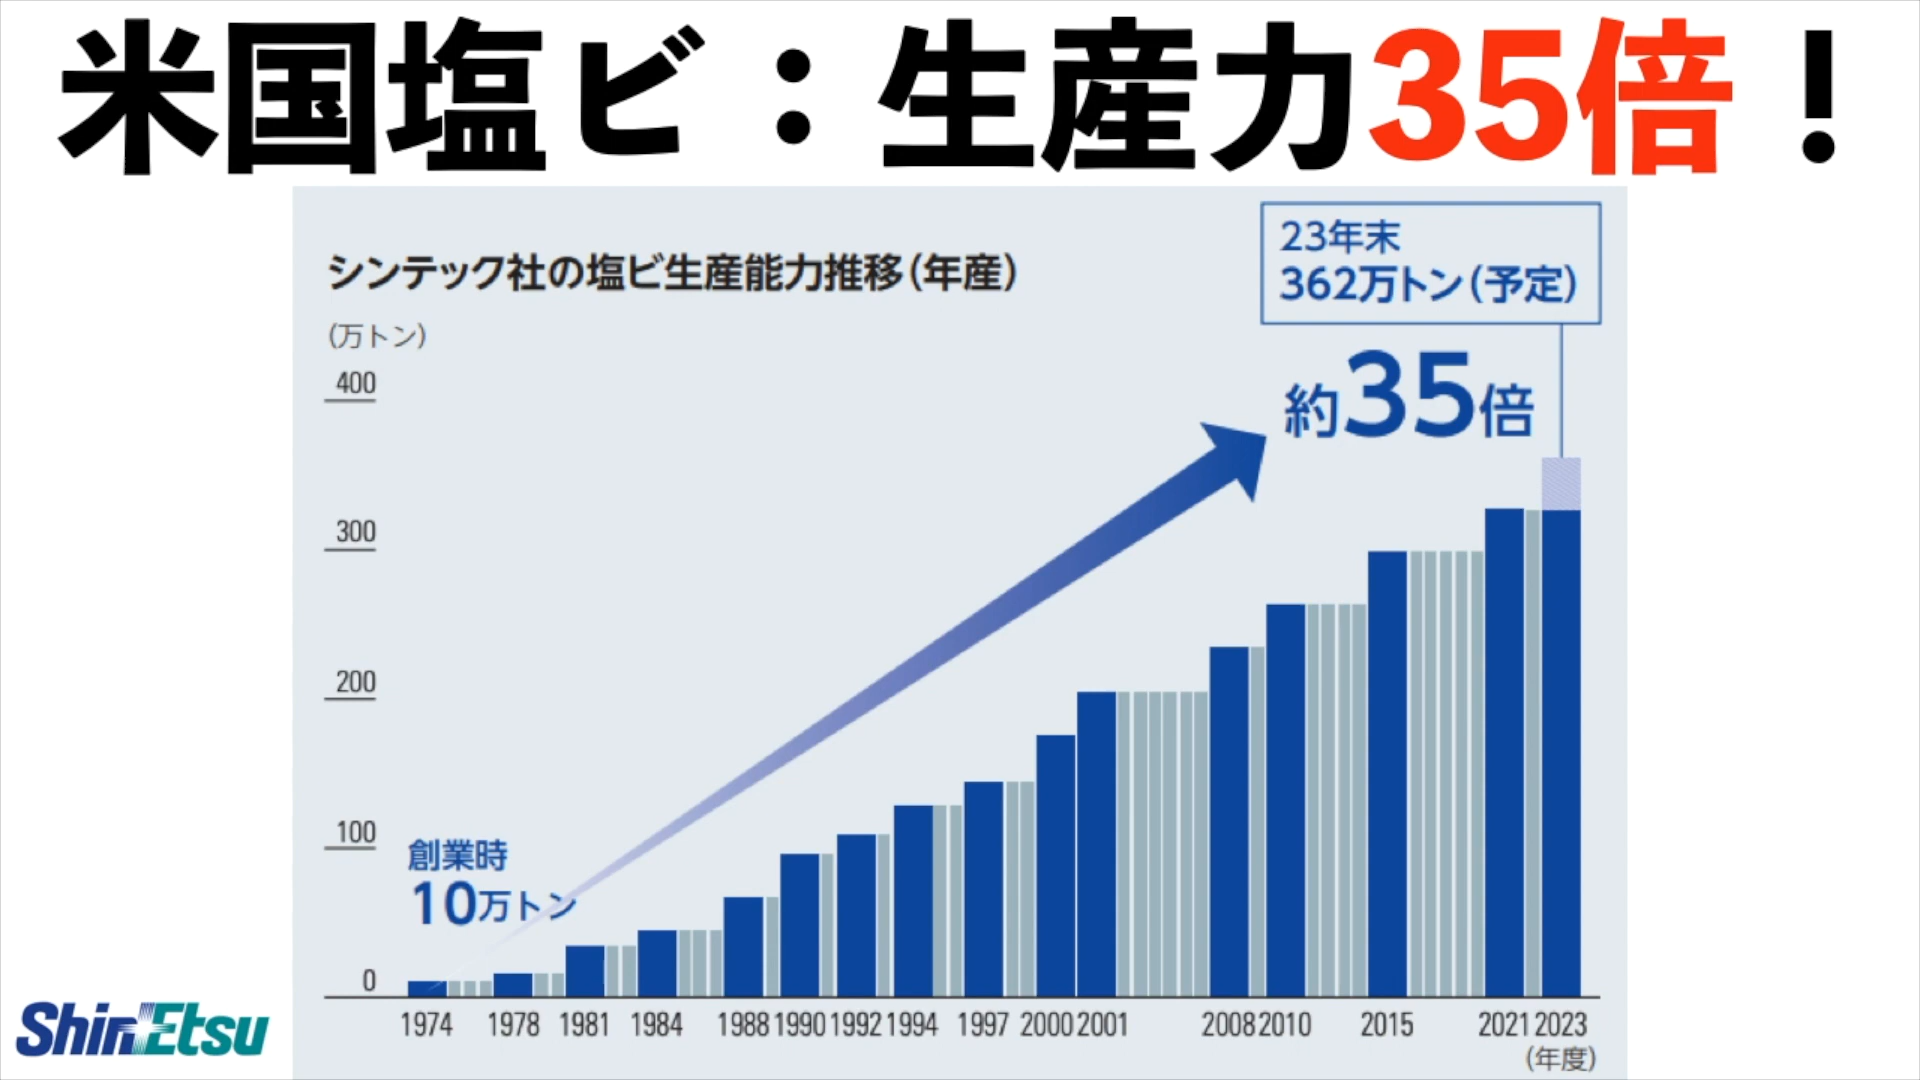 米国塩ビ：生産力35倍！
シンテック社の塩ビ生産能力推移（年産）
23年末
362万トン（予定）
（万トン）
約35倍
400
300
200
100
0
創業時
10万トン
1974 1978 1981 1984 1988 1990 1992 1994 1997 2000 2001 2008 2010 2015 2021 2023
（年度）
ShinEtsu